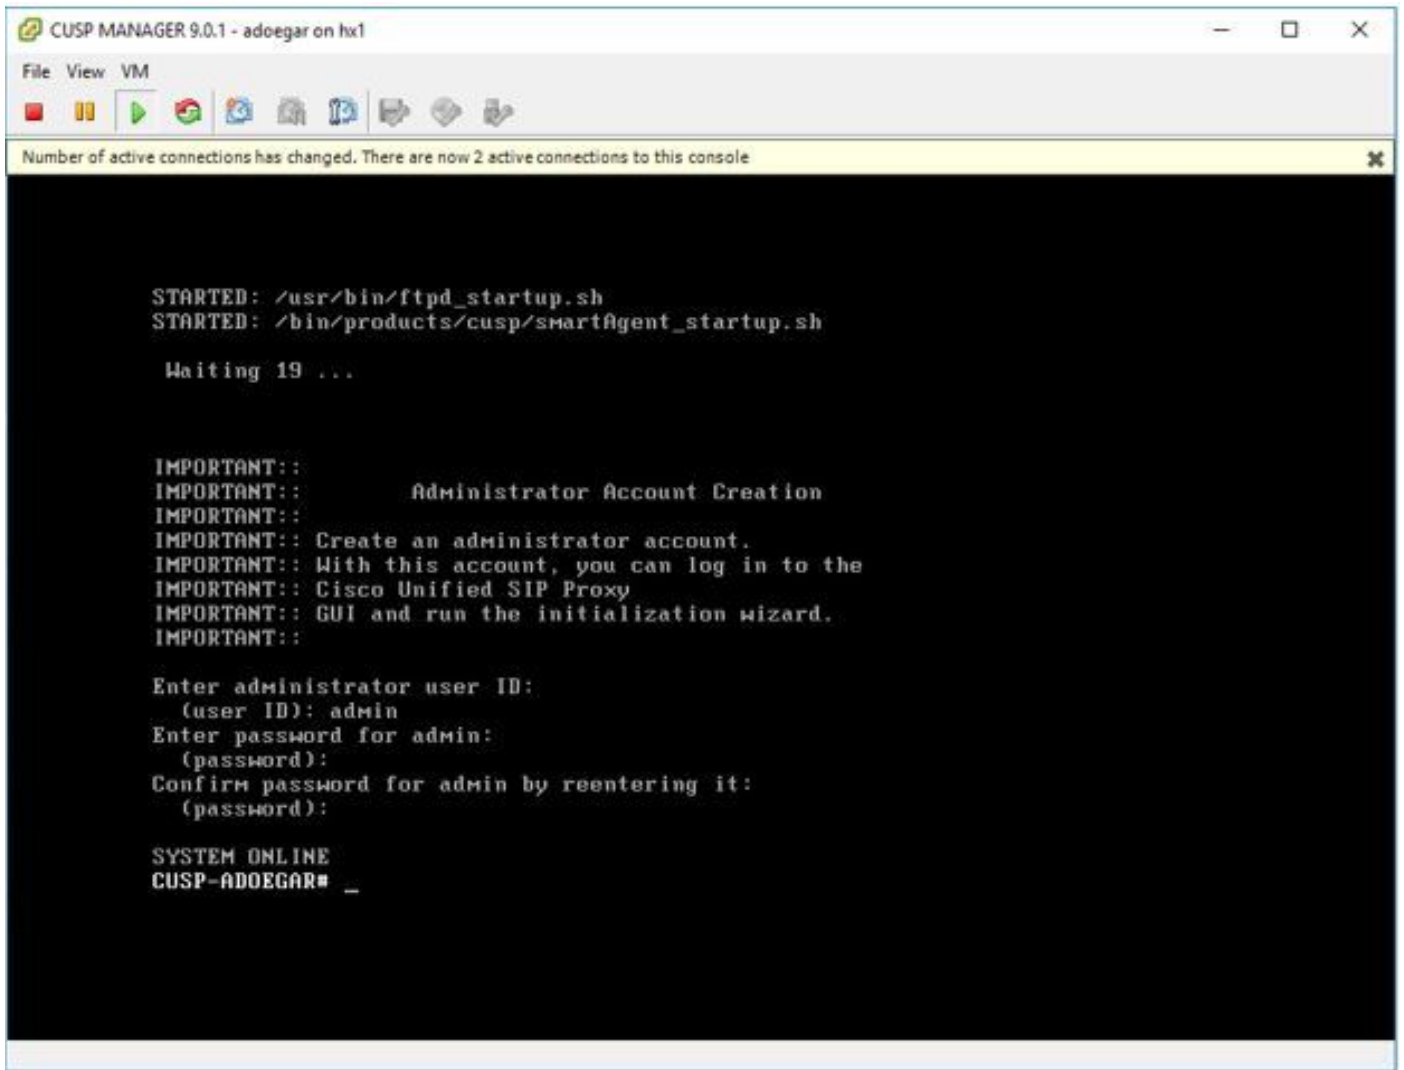 CUSP MANAGER 9.0.1 - adoegar on hx1
File View VM
Number of active connections has changed. There are now 2 active connections to this console
STARTED: /usr/bin/ftpd_startup.sh
STARTED: /bin/products/cusp/smartAgent_startup.sh
Waiting 19 ...
IMPORTANT::
IMPORTANT:: Administrator Account Creation
IMPORTANT::
IMPORTANT:: Create an administrator account.
IMPORTANT:: With this account, you can log in to the
IMPORTANT:: Cisco Unified SIP Proxy
IMPORTANT:: GUI and run the initialization wizard.
IMPORTANT::
Enter administrator user ID:
(user ID): admin
Enter password for admin:
(password):
Confirm password for admin by reentering it:
(password):
SYSTEM ONLINE
CUSP-ADOEGAR# _